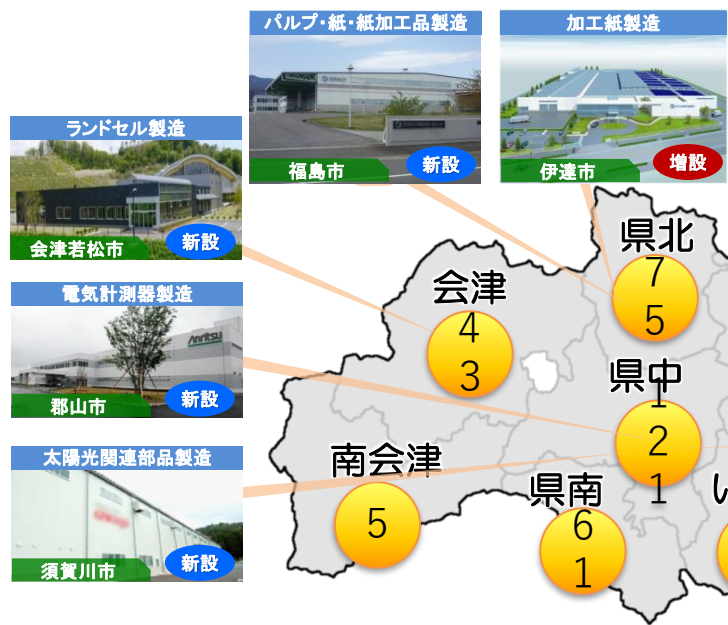 パルプ・紙・紙加工品製造
福島市
新設
加工紙製造
伊達市
増設
ランドセル製造
会津若松市
新設
電気計測器製造
Anritsu
郡山市
新設
太陽光関連部品製造
須賀川市
新設
県北
7
5
会津
4
3
県中
1
2
1
南会津
5
県南
6
1
い